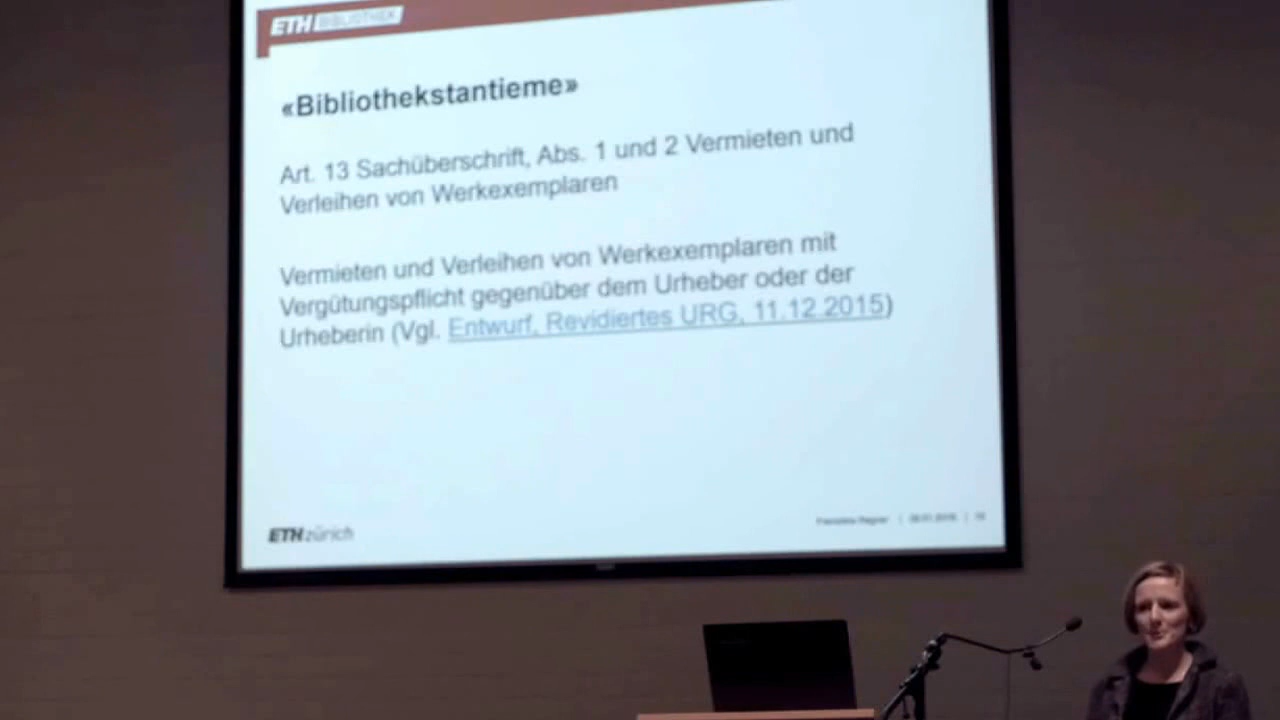 ETH BIBLIOTHEK
«Bibliothekstantieme»
Art. 13 Sachüberschrift, Abs. 1 und 2 Vermieten und
Verleihen von Werkexemplaren
Vermieten und Verleihen von Werkexemplaren mit
Vergütungspflicht gegenüber dem Urheber oder der
Urheberin (Vgl. Entwurf, Revidiertes URG, 11.12.2015)
ETH zürich